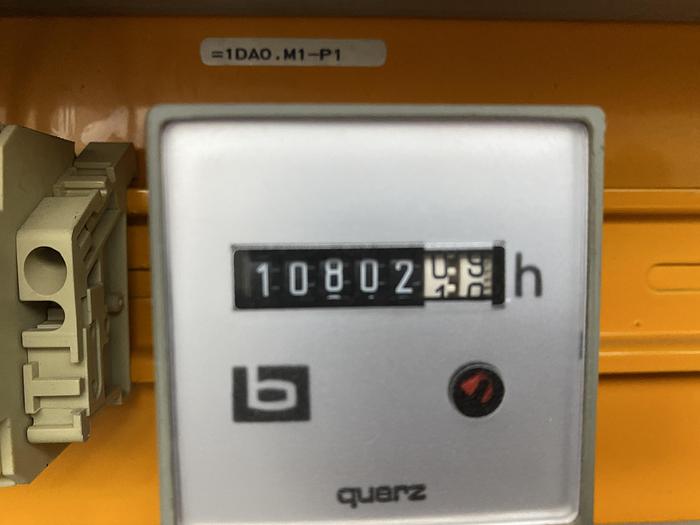 =1DA0.M1-P1
10802 h
b
quarz